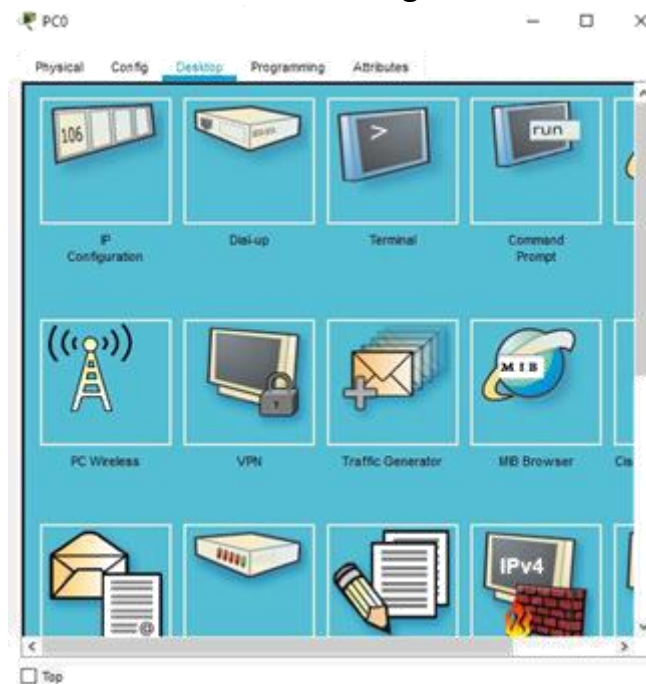 PC0
Physical Config Desktop Programming Attributes
106
>
run
IP
Configuration
Dial-up
Terminal
Command
Prompt
PC Wireless
VPN
Traffic Generator
MIB
MIB Browser
Cis
IPv4
@
Top